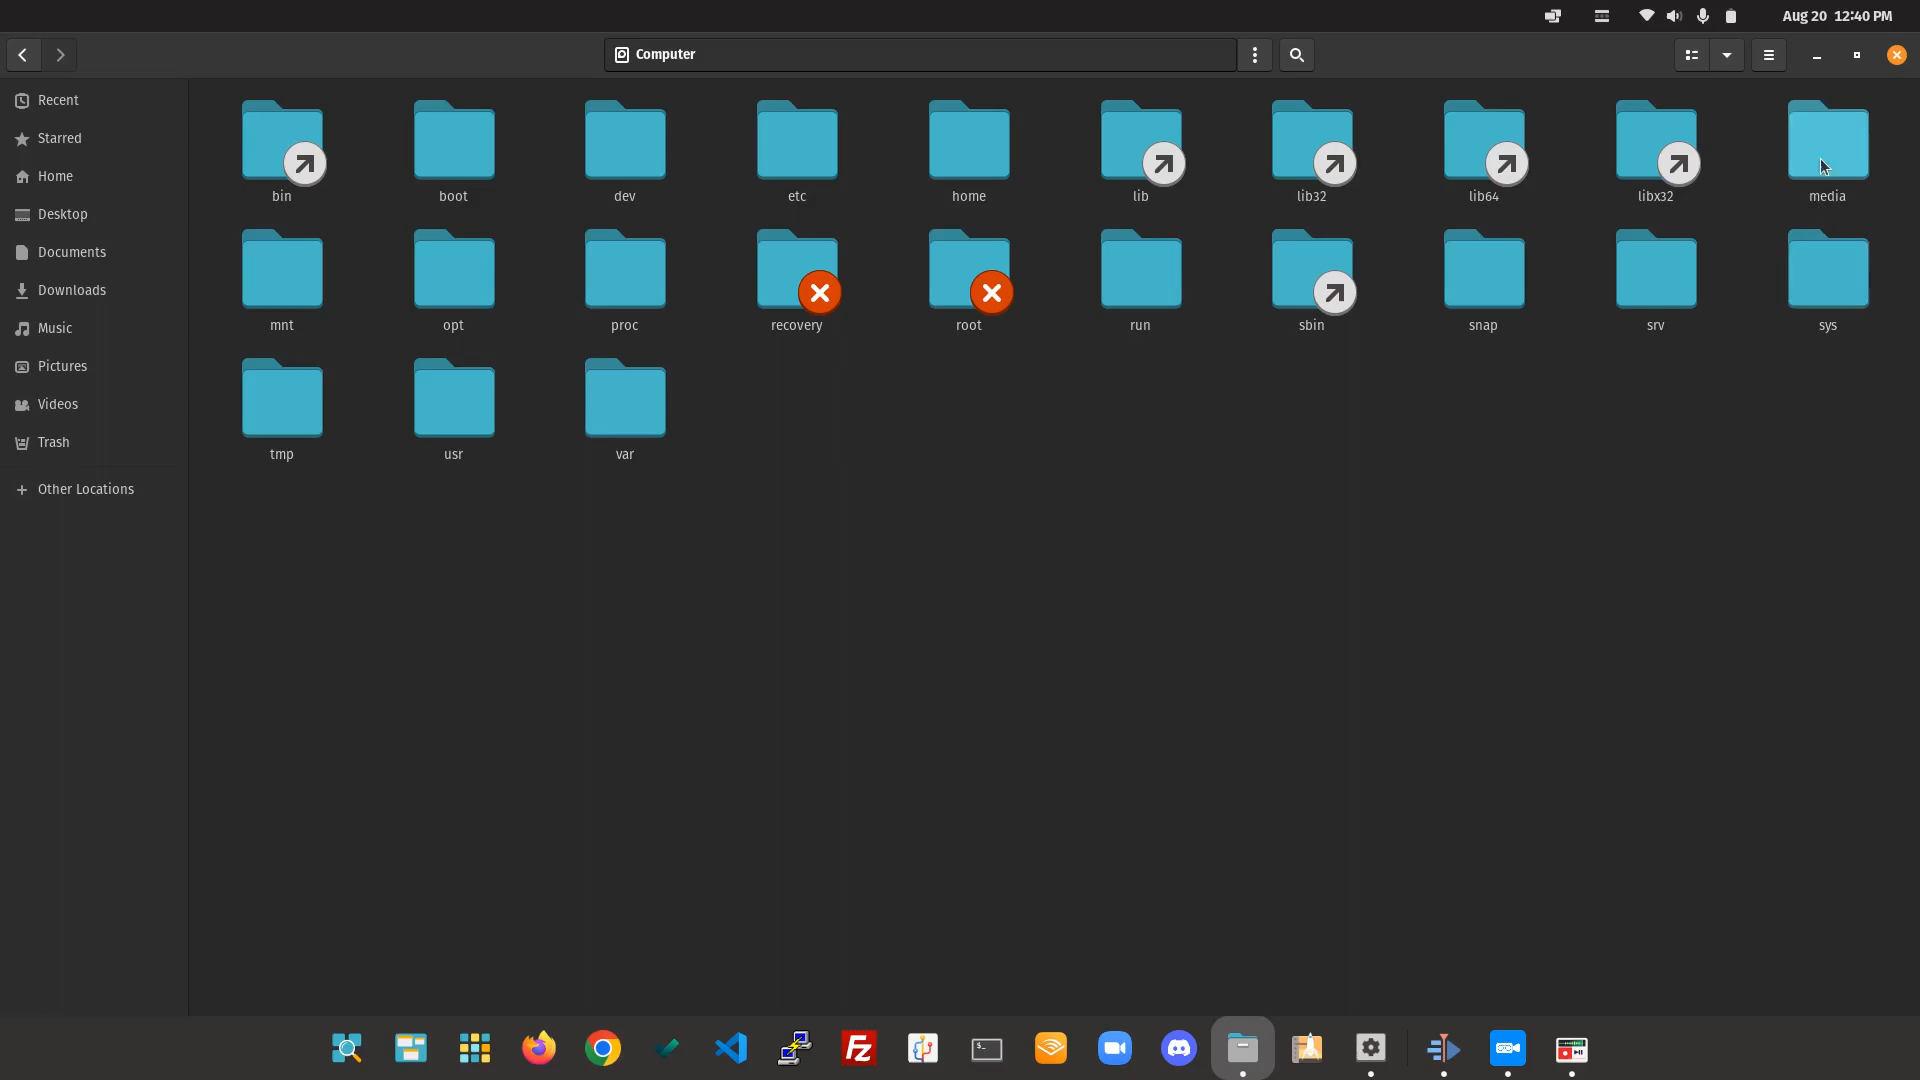 Aug 20 12:40 PM
Computer
Recent
Starred
Home
Desktop
Documents
Downloads
Music
Pictures
Videos
Trash
Other Locations
bin boot dev etc home lib lib32 lib64 libx32 media
mnt opt proc recovery root run sbin snap srv sys
tmp usr var
Fz